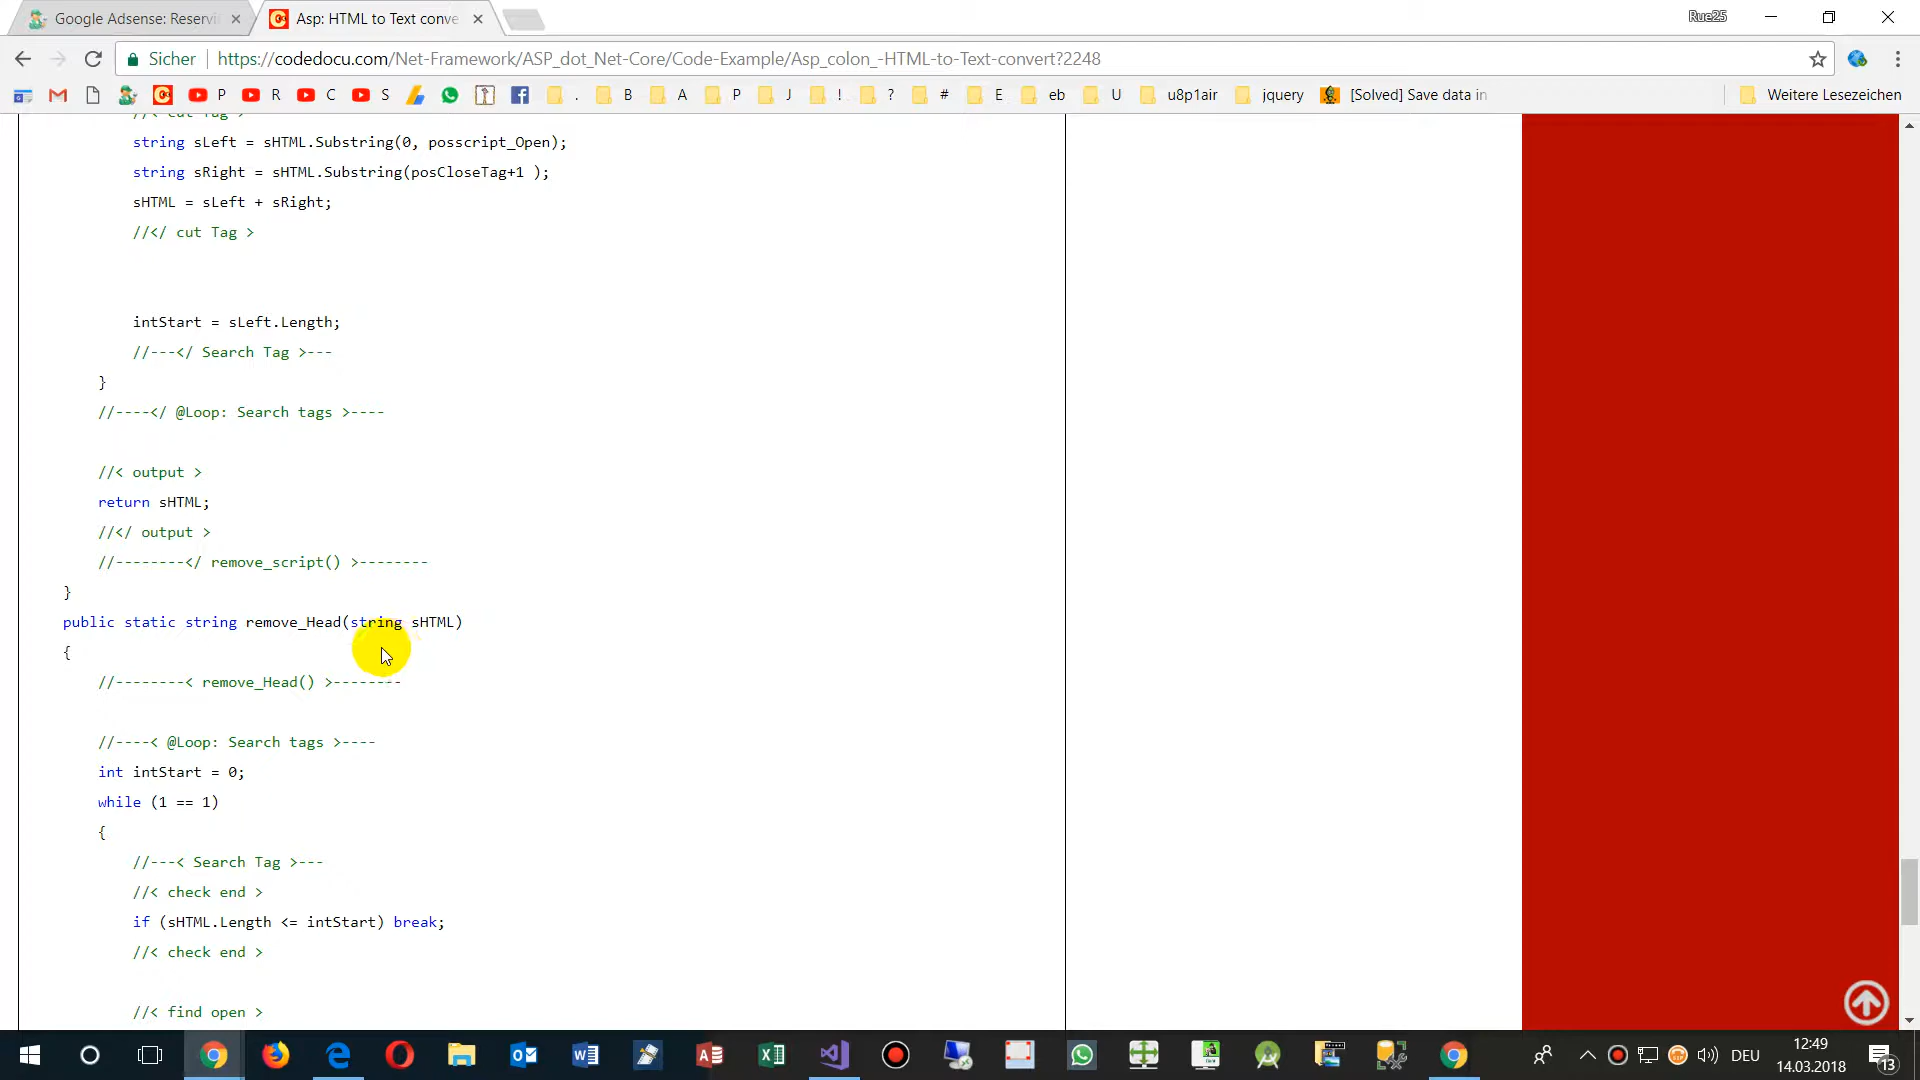 Google Adsense: Reservi
Asp: HTML to Text conve
Rue25
Sicher
https://codedocu.com/Net-Framework/ASP_dot_Net-Core/Code-Example/Asp_colon_-HTML-to-Text-convert?2248
P R C S . B A P J ! ? # E eb U u8p1air jquery [Solved] Save data in Weitere Lesezeichen
//< cut Tag >
string sLeft = sHTML.Substring(0, posscript_Open);
string sRight = sHTML.Substring(posCloseTag+1 );
sHTML = sLeft + sRight;
//</ cut Tag >
intStart = sLeft.Length;
//---</ Search Tag >---
}
//----</ @Loop: Search tags >----
//< output >
return sHTML;
//</ output >
//--------</ remove_script() >--------
}
public static string remove_Head(string sHTML)
{
//--------< remove_Head() >--------
//----< @Loop: Search tags >----
int intStart = 0;
while (1 == 1)
{
//---< Search Tag >---
//< check end >
if (sHTML.Length <= intStart) break;
//< check end >
//< find open >
DEU
12:49
14.03.2018
13